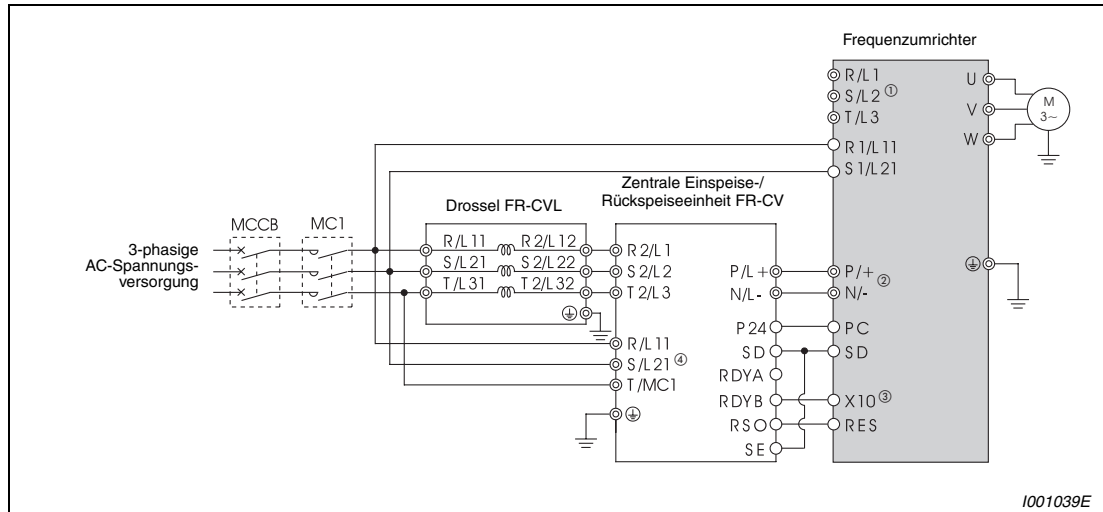 Frequenzumrichter
R/L1
S/L2 ①
T/L3
U
V
W
M
3~
R1/L11
S1/L21
Zentrale Einspeise-/
Rückspeiseeinheit FR-CV
Drossel FR-CVL
MCCB
MC1
3-phasige
AC-Spannungs-
versorgung
R/L11
R2/L12
S/L21
S2/L22
T/L31
T2/L32
R2/L1
S2/L2
T2/L3
R/L11
S/L21 ④
T/MC1
P/L+
N/L-
P24
SD
RDYA
RDYB
RSO
SE
P/+
N/- ②
PC
SD
X10 ③
RES
I001039E